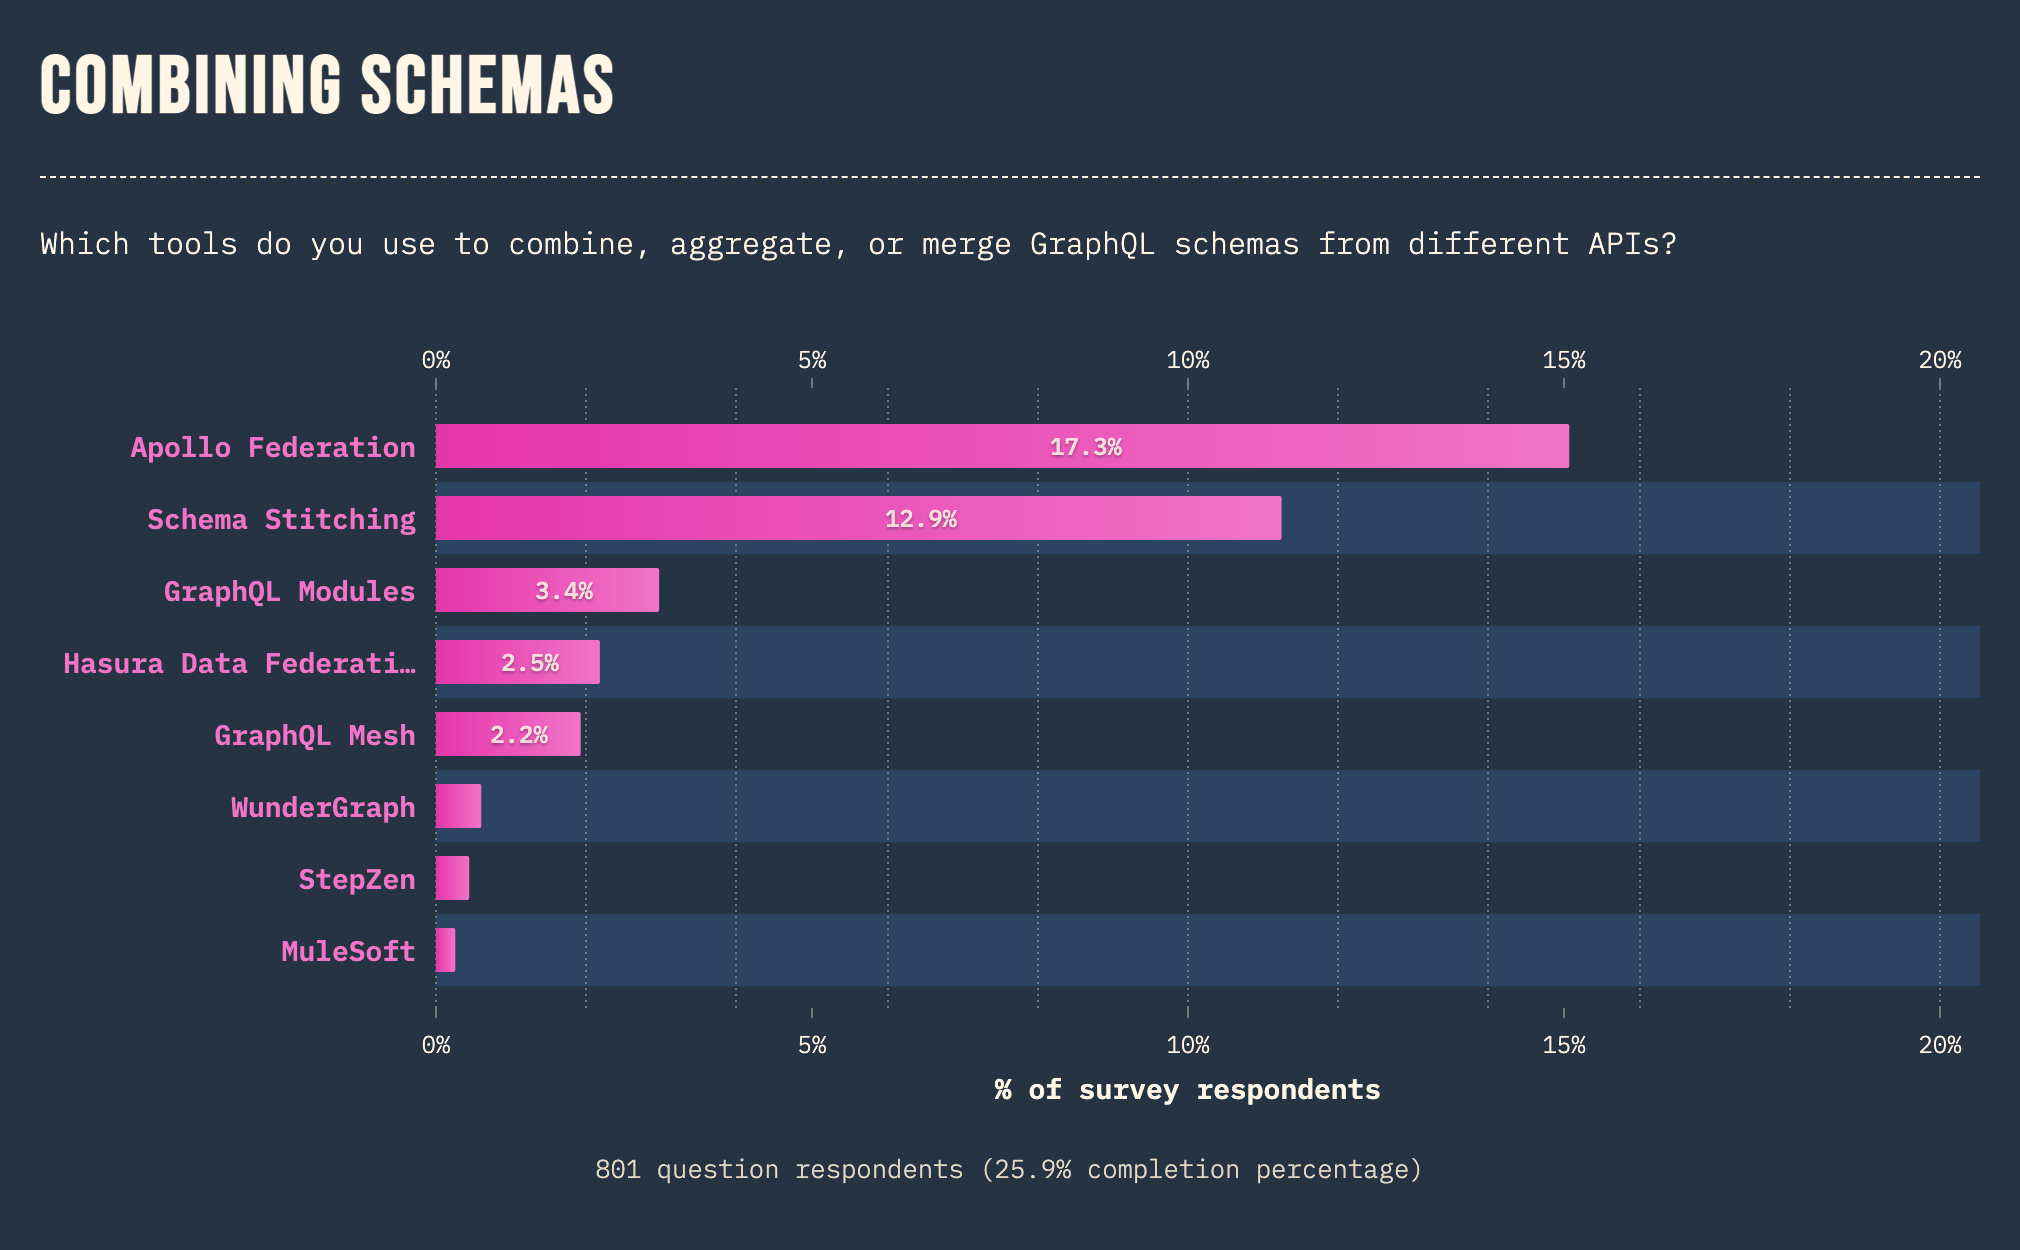 COMBINING SCHEMAS
Which tools do you use to combine, aggregate, or merge GraphQL schemas from different APIs?
0% 5% 10% 15% 20%
Apollo Federation 17.3%
Schema Stitching 12.9%
GraphQL Modules 3.4%
Hasura Data Federati… 2.5%
GraphQL Mesh 2.2%
WunderGraph
StepZen
MuleSoft
0% 5% 10% 15% 20%
% of survey respondents
801 question respondents (25.9% completion percentage)